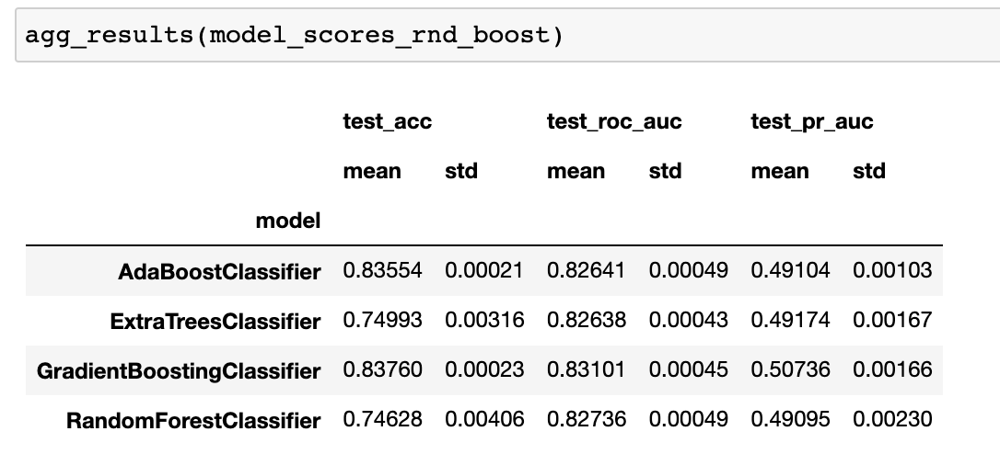 agg_results(model_scores_rnd_boost)
test_acc test_roc_auc test_pr_auc
mean std mean std mean std
model
AdaBoostClassifier 0.83554 0.00021 0.82641 0.00049 0.49104 0.00103
ExtraTreesClassifier 0.74993 0.00316 0.82638 0.00043 0.49174 0.00167
GradientBoostingClassifier 0.83760 0.00023 0.83101 0.00045 0.50736 0.00166
RandomForestClassifier 0.74628 0.00406 0.82736 0.00049 0.49095 0.00230